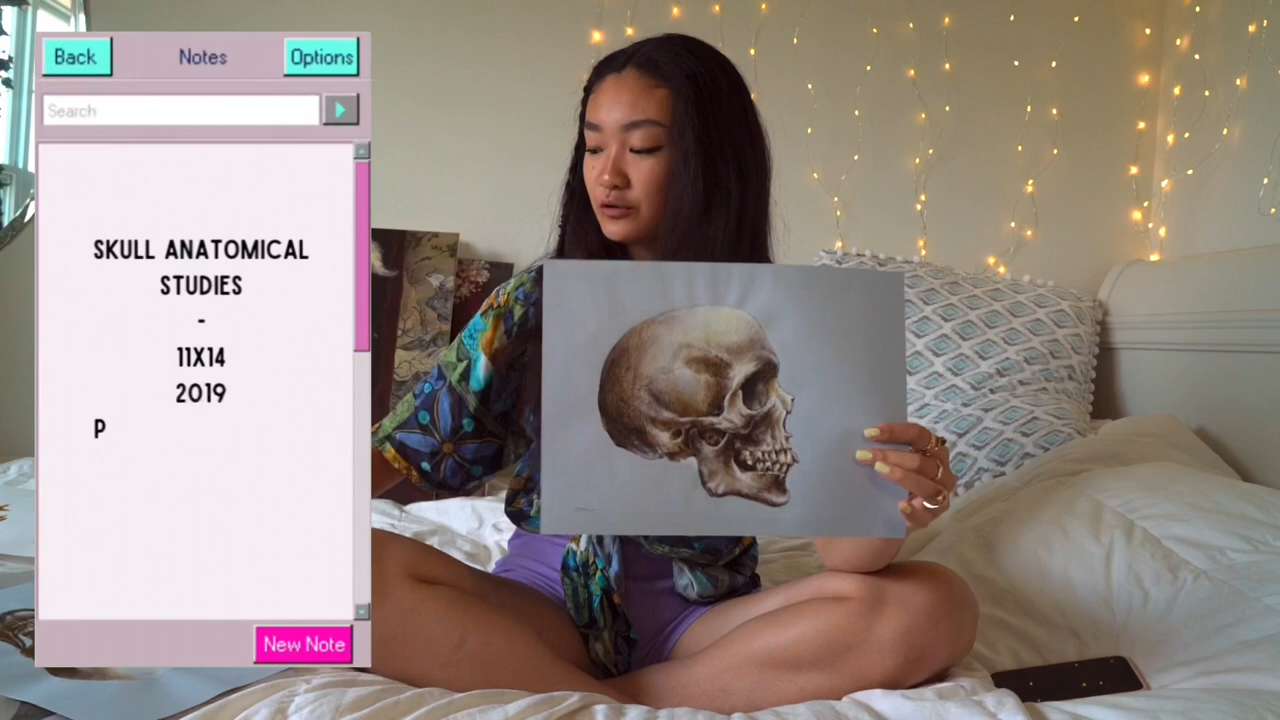 Back
Notes
Options
Search
SKULL ANATOMICAL
STUDIES
-
11X14
2019
P
New Note